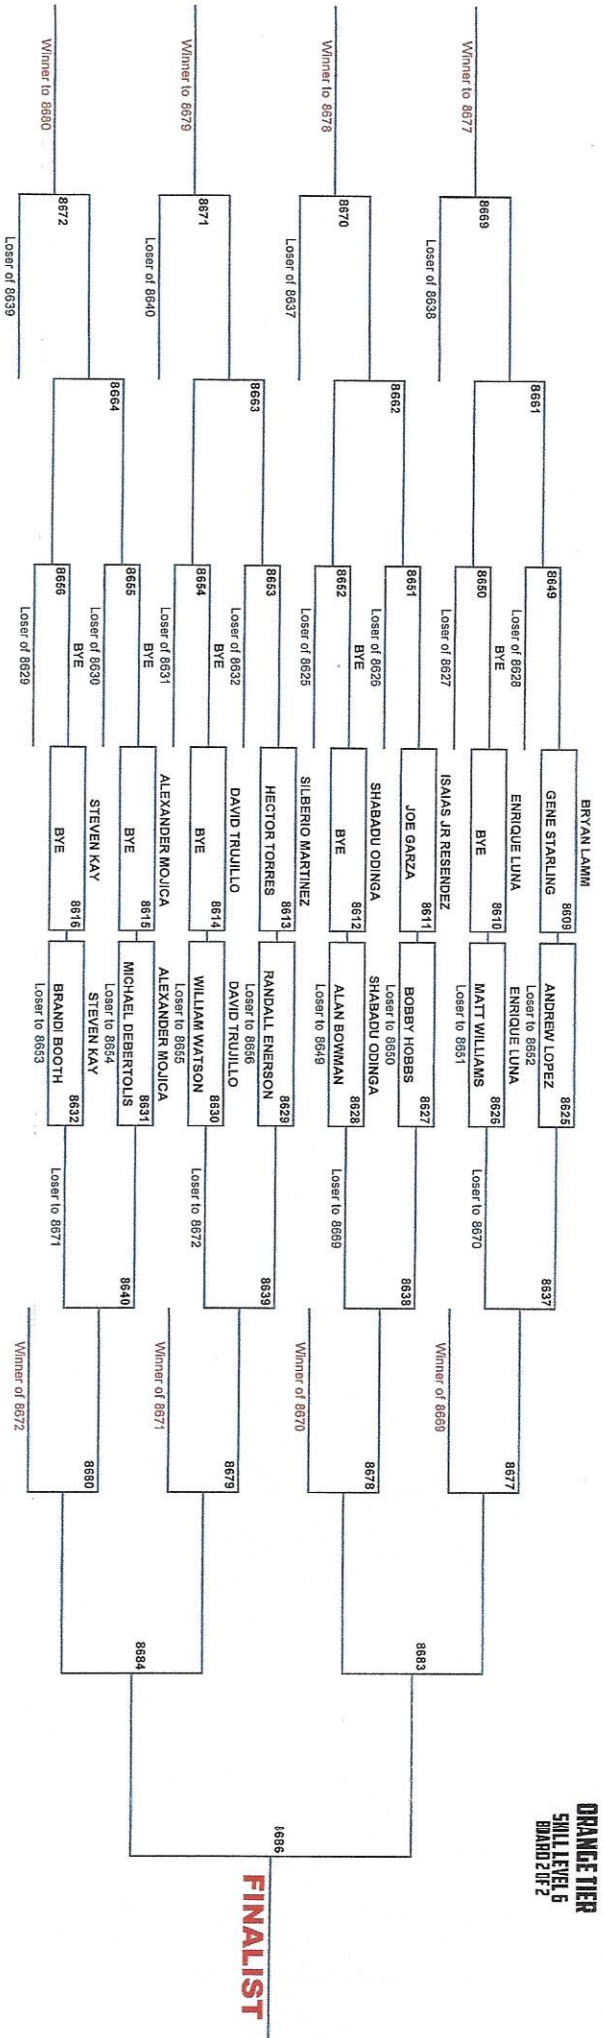 ORANGE TIER
SKILL LEVEL 6
BOARD 2 OF 2
Winner to 8677
Winner to 8678
Winner to 8679
Winner to 8680
8669
Loser of 8638
8670
Loser of 8637
8671
Loser of 8640
8672
Loser of 8639
8661
8662
8663
8664
8649
Loser of 8628
BYE
8650
Loser of 8627
8651
Loser of 8626
BYE
8652
Loser of 8625
8653
Loser of 8632
BYE
8654
Loser of 8631
BYE
8655
Loser of 8630
BYE
8656
Loser of 8629
BRYAN LAMM
8609
GENE STARLING
ENRIQUE LUNA
8610
BYE
ISAIAS JR RESENDEZ
8611
JOE GARZA
SHABADU ODINGA
8612
BYE
SILBERIO MARTINEZ
8613
HECTOR TORRES
DAVID TRUJILLO
8614
BYE
ALEXANDER MOJICA
8615
BYE
STEVEN KAY
8616
BYE
8625
ANDREW LOPEZ
Loser to 8652
ENRIQUE LUNA
8626
MATT WILLIAMS
Loser to 8651
8627
BOBBY HOBBS
Loser to 8650
SHABADU ODINGA
8628
ALAN BOWMAN
Loser to 8649
8629
RANDALL ENERSON
Loser to 8656
DAVID TRUJILLO
8630
WILLIAM WATSON
Loser to 8655
ALEXANDER MOJICA
8631
MICHAEL DEBERTOLIS
Loser to 8654
STEVEN KAY
8632
BRANDI BOOTH
Loser to 8653
8637
Loser to 8670
8638
Loser to 8669
8639
Loser to 8672
8640
Loser to 8671
8677
Winner of 8669
8678
Winner of 8670
8679
Winner of 8671
8680
Winner of 8672
8683
8684
8686
FINALIST